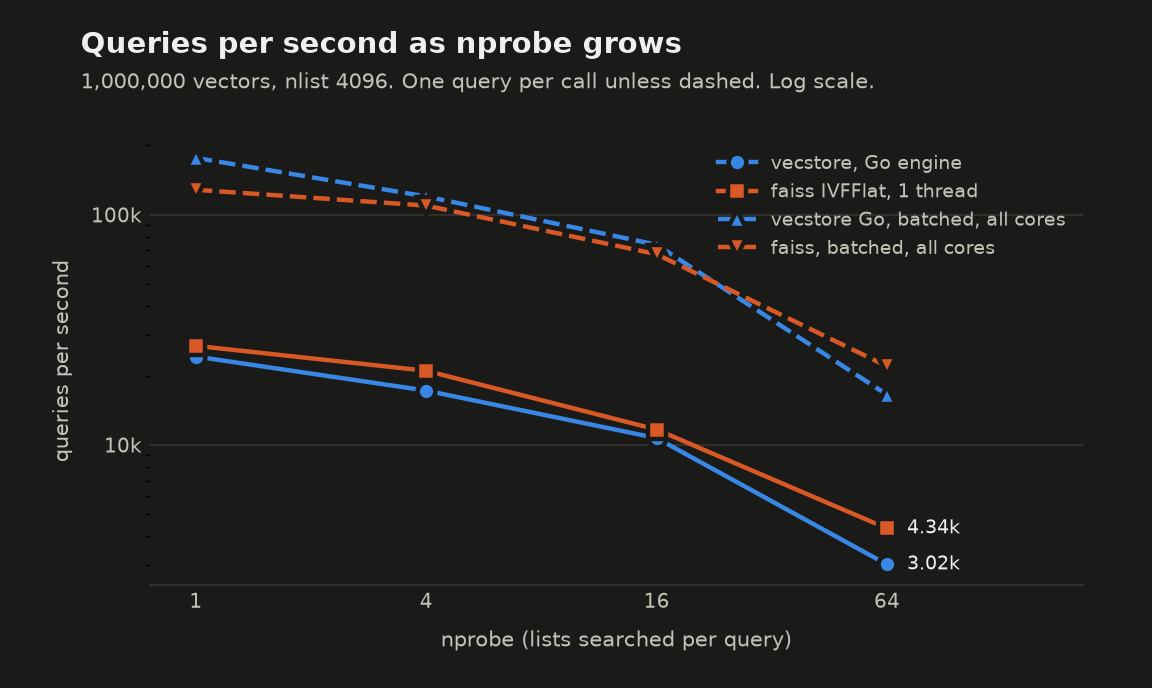 Queries per second as nprobe grows
1,000,000 vectors, nlist 4096. One query per call unless dashed. Log scale.
vecstore, Go engine
faiss IVFFlat, 1 thread
vecstore Go, batched, all cores
faiss, batched, all cores
queries per second
100k
10k
4.34k
3.02k
1 4 16 64
nprobe (lists searched per query)